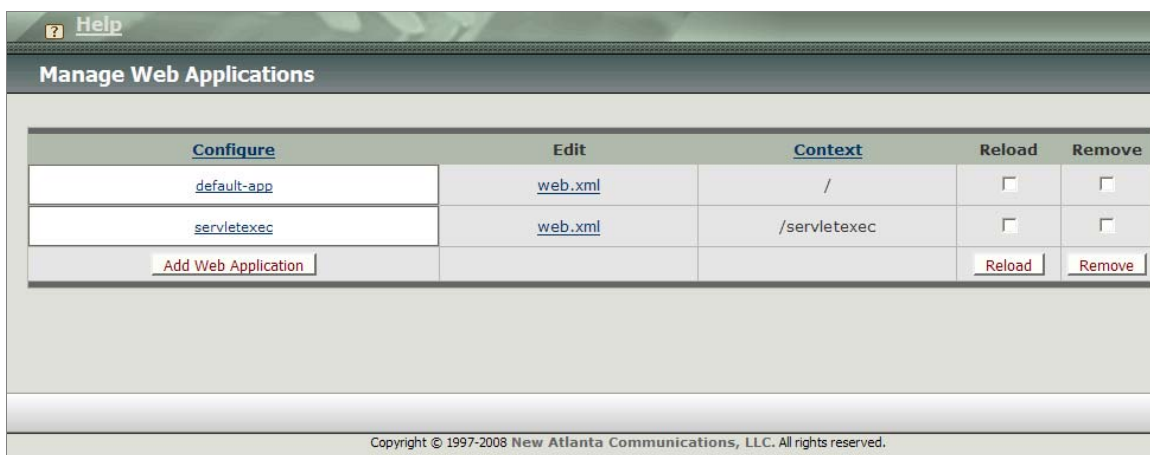 ? Help
Manage Web Applications
Configure Edit Context Reload Remove
default-app web.xml /
servletexec web.xml /servletexec
Add Web Application Reload Remove
Copyright © 1997-2008 New Atlanta Communications, LLC. All rights reserved.